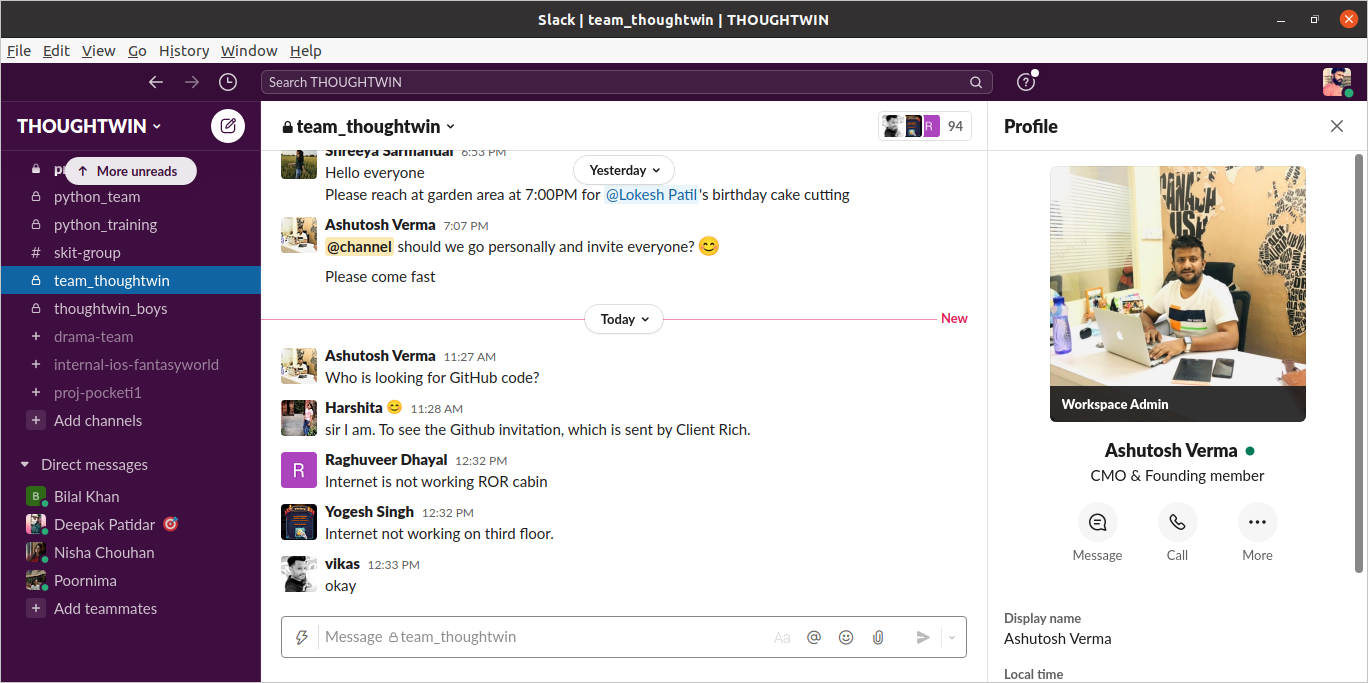 Slack | team_thoughtwin | THOUGHTWIN
File Edit View Go History Window Help
Search THOUGHTWIN
THOUGHTWIN
More unreads
python_team
python_training
skit-group
team_thoughtwin
thoughtwin_boys
drama-team
internal-ios-fantasyworld
proj-pocketi1
Add channels
Direct messages
B Bilal Khan
Deepak Patidar
Nisha Chouhan
Poornima
Add teammates
team_thoughtwin
R 94
Shreeya Sarmandal 6:53 PM
Yesterday
Hello everyone
Please reach at garden area at 7:00PM for @Lokesh Patil's birthday cake cutting
Ashutosh Verma 7:07 PM
@channel should we go personally and invite everyone? 😊
Please come fast
Today
New
Ashutosh Verma 11:27 AM
Who is looking for GitHub code?
Harshita 😊 11:28 AM
sir I am. To see the Github invitation, which is sent by Client Rich.
R Raghuveer Dhayal 12:32 PM
Internet is not working ROR cabin
Yogesh Singh 12:32 PM
Internet not working on third floor.
vikas 12:33 PM
okay
Message team_thoughtwin
Aa @
Profile
Workspace Admin
Ashutosh Verma
CMO & Founding member
Message Call More
Display name
Ashutosh Verma
Local time